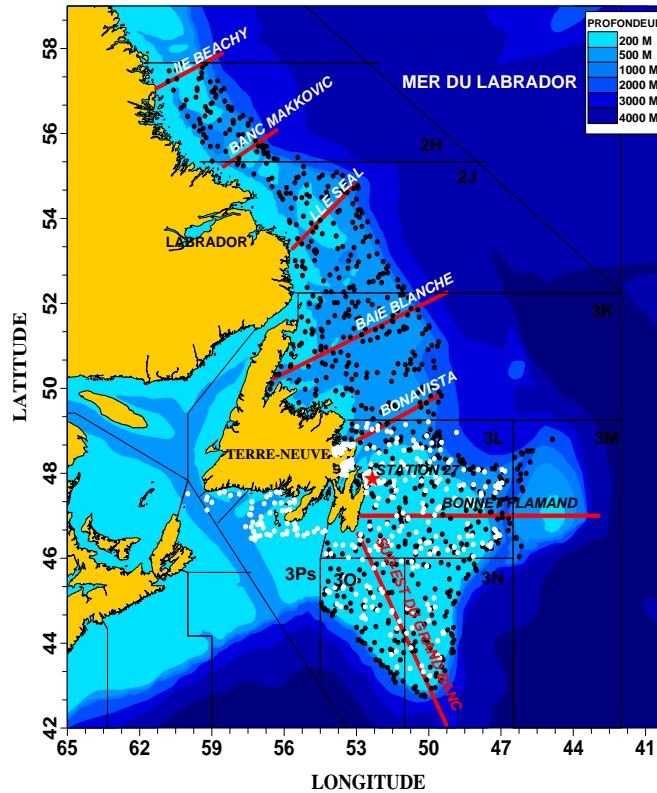 PROFONDEUR
200 M
500 M
1000 M
2000 M
3000 M
4000 M
MER DU LABRADOR
ILE BEACHY
BANC MAKKOVIC
2H
2J
LLE SEAL
LABRADOR
BAIE BLANCHE
3K
BONAVISTA
3L
3M
TERRE-NEUVE
STATION 27
BONNET FLAMAND
SUD-EST DU GRAND BANC
3Ps
3O
3N
LATITUDE
58
56
54
52
50
48
46
44
42
65 59 56 53 50 47 44 41
LONGITUDE